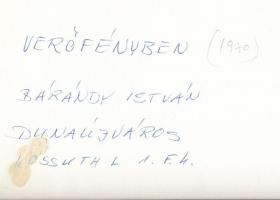 VERŐFÉNYBEN (1970)
BÁRÁNDY ISTVÁN
DUNAÚJVÁROS
KOSSUTH L 1. F.4.